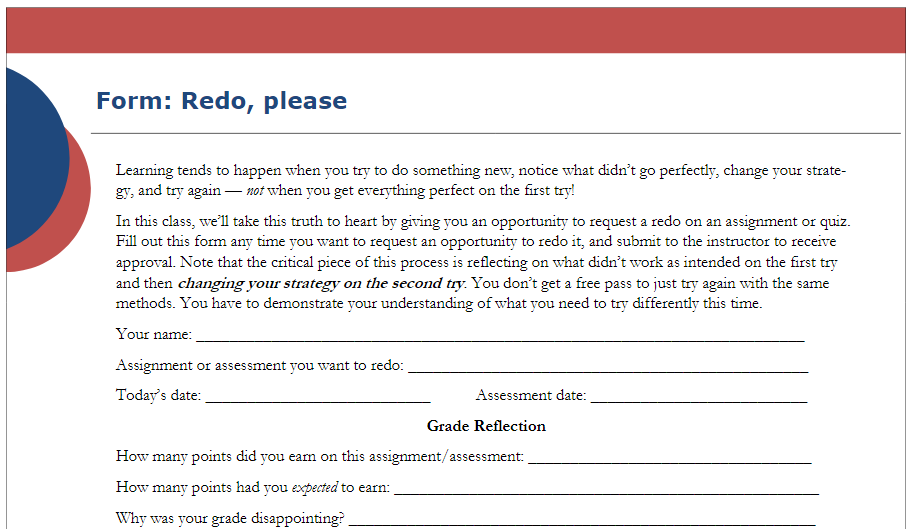 Form: Redo, please
Learning tends to happen when you try to do something new, notice what didn’t go perfectly, change your strate-
gy, and try again — not when you get everything perfect on the first try!
In this class, we’ll take this truth to heart by giving you an opportunity to request a redo on an assignment or quiz.
Fill out this form any time you want to request an opportunity to redo it, and submit to the instructor to receive
approval. Note that the critical piece of this process is reflecting on what didn’t work as intended on the first try
and then changing your strategy on the second try. You don’t get a free pass to just try again with the same
methods. You have to demonstrate your understanding of what you need to try differently this time.
Your name:
Assignment or assessment you want to redo:
Today’s date: Assessment date:
Grade Reflection
How many points did you earn on this assignment/assessment:
How many points had you expected to earn:
Why was your grade disappointing?